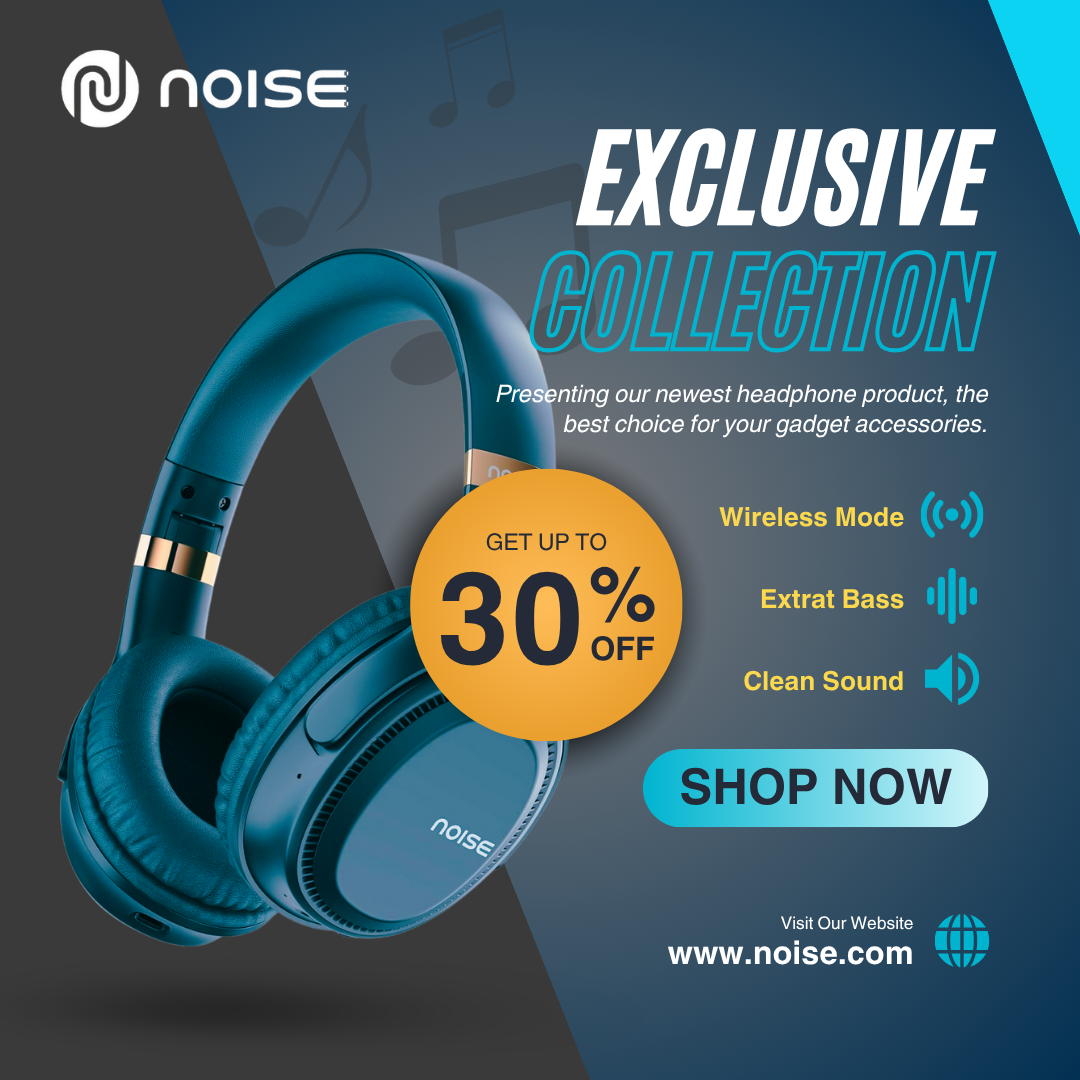 NOISE
EXCLUSIVE
COLLECTION
Presenting our newest headphone product, the
best choice for your gadget accessories.
GET UP TO
30%
OFF
Wireless Mode
Extrat Bass
Clean Sound
SHOP NOW
NOISE
Visit Our Website
www.noise.com